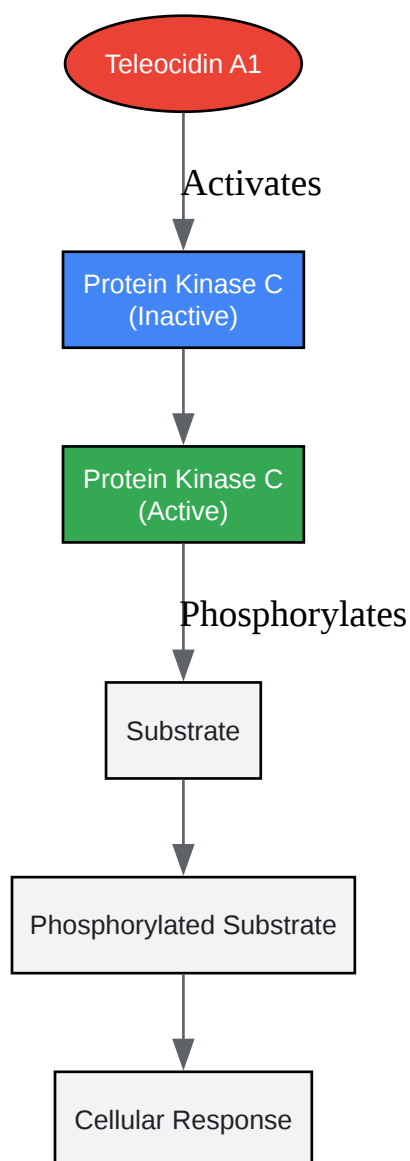 Teleocidin A1
Activates
Protein Kinase C
(Inactive)
Protein Kinase C
(Active)
Phosphorylates
Substrate
Phosphorylated Substrate
Cellular Response